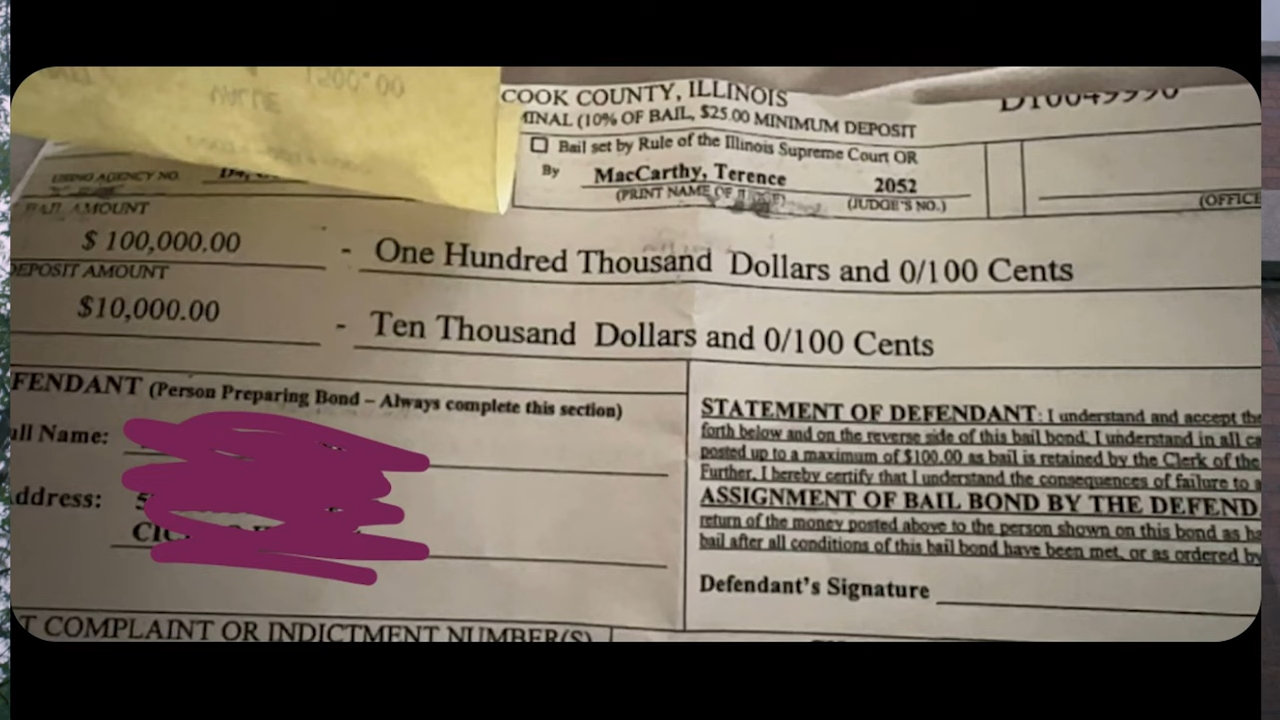 COOK COUNTY, ILLINOIS
MINAL (10% OF BAIL, $25.00 MINIMUM DEPOSIT
Bail set by Rule of the Illinois Supreme Court OR
By MacCarthy, Terence 2052
(PRINT NAME OF JUDGE) (JUDGE'S NO.)
(OFFICE
AGENCY NO.
BAIL AMOUNT
$ 100,000.00 - One Hundred Thousand Dollars and 0/100 Cents
DEPOSIT AMOUNT
$10,000.00 - Ten Thousand Dollars and 0/100 Cents
FENDANT (Person Preparing Bond – Always complete this section)
ull Name:
ddress:
STATEMENT OF DEFENDANT: I understand and accept the
forth below and on the reverse side of this bail bond. I understand in all ca
posted up to a maximum of $100.00 as bail is retained by the Clerk of the
Further, I hereby certify that I understand the consequences of failure to a
ASSIGNMENT OF BAIL BOND BY THE DEFEND
return of the money posted above to the person shown on this bond as ha
bail after all conditions of this bail bond have been met, or as ordered by
Defendant's Signature
T COMPLAINT OR INDICTMENT NUMBER(S)